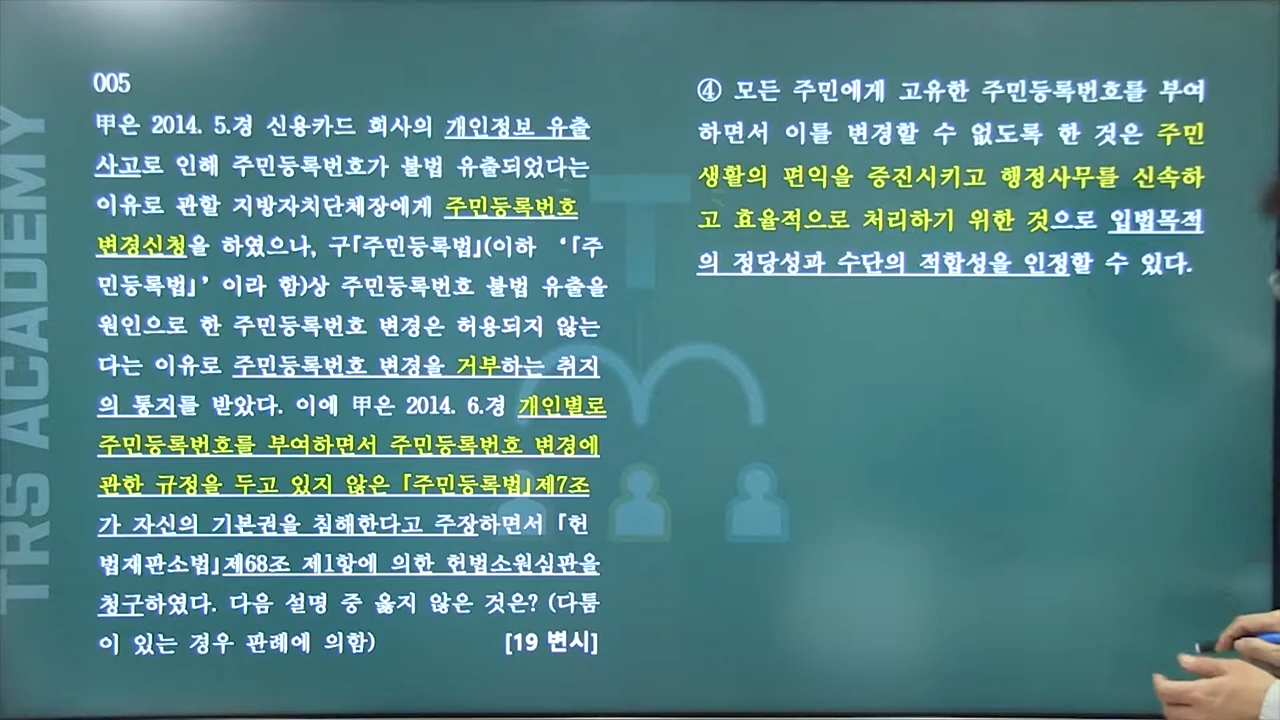 TRS ACADEMY
005
甲은 2014. 5.경 신용카드 회사의 개인정보 유출
사고로 인해 주민등록번호가 불법 유출되었다는
이유로 관할 지방자치단체장에게 주민등록번호
변경신청을 하였으나, 구「주민등록법」(이하 ‘「주
민등록법」’이라 함)상 주민등록번호 불법 유출을
원인으로 한 주민등록번호 변경은 허용되지 않는
다는 이유로 주민등록번호 변경을 거부하는 취지
의 통지를 받았다. 이에 甲은 2014. 6.경 개인별로
주민등록번호를 부여하면서 주민등록번호 변경에
관한 규정을 두고 있지 않은 「주민등록법」제7조
가 자신의 기본권을 침해한다고 주장하면서 「헌
법재판소법」제68조 제1항에 의한 헌법소원심판을
청구하였다. 다음 설명 중 옳지 않은 것은? (다툼
이 있는 경우 판례에 의함) [19 변시]
④ 모든 주민에게 고유한 주민등록번호를 부여
하면서 이를 변경할 수 없도록 한 것은 주민
생활의 편익을 증진시키고 행정사무를 신속하
고 효율적으로 처리하기 위한 것으로 입법목적
의 정당성과 수단의 적합성을 인정할 수 있다.